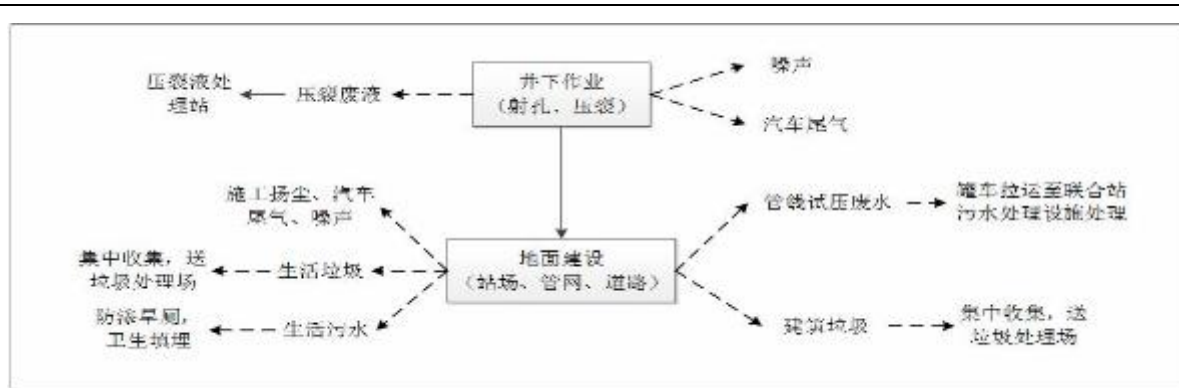 压裂液处
理站
压裂废液
井下作业
（射孔、压裂）
噪声
汽车尾气
施工扬尘、汽车
尾气、噪声
管线试压废水
罐车拉运至联合站
污水处理设施处理
集中收集，送
垃圾处理场
生活垃圾
地面建设
（站场、管网、道路）
防渗旱厕，
卫生填埋
生活污水
建筑垃圾
集中收集，送
垃圾处理场